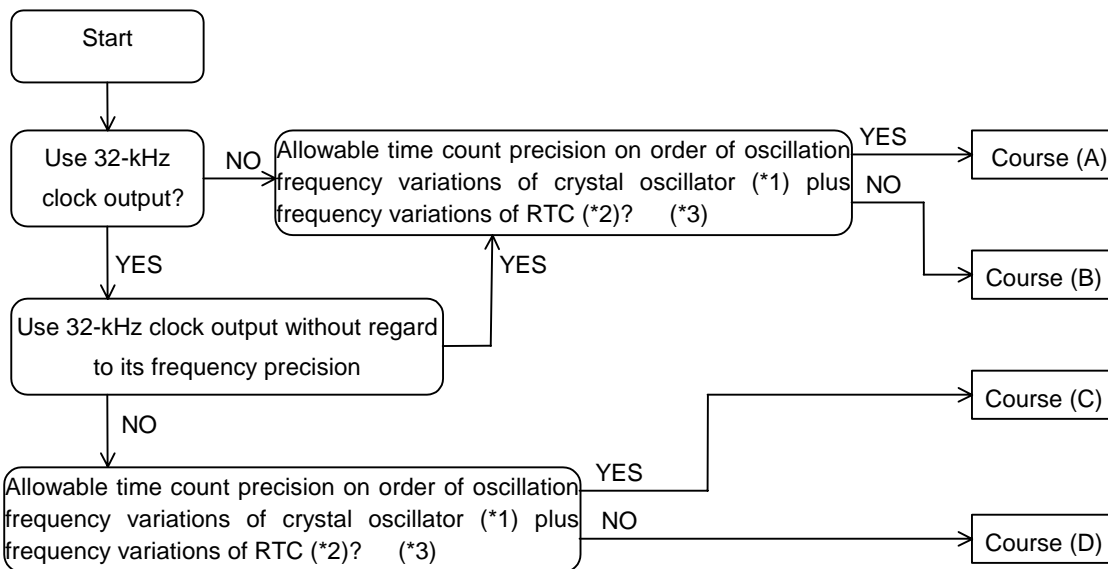 Start
Use 32-kHz
clock output?
NO
Allowable time count precision on order of oscillation
frequency variations of crystal oscillator (*1) plus
frequency variations of RTC (*2)? (*3)
YES
Course (A)
NO
Course (B)
YES
YES
Use 32-kHz clock output without regard
to its frequency precision
NO
Course (C)
Allowable time count precision on order of oscillation
frequency variations of crystal oscillator (*1) plus
frequency variations of RTC (*2)? (*3)
YES
NO
Course (D)